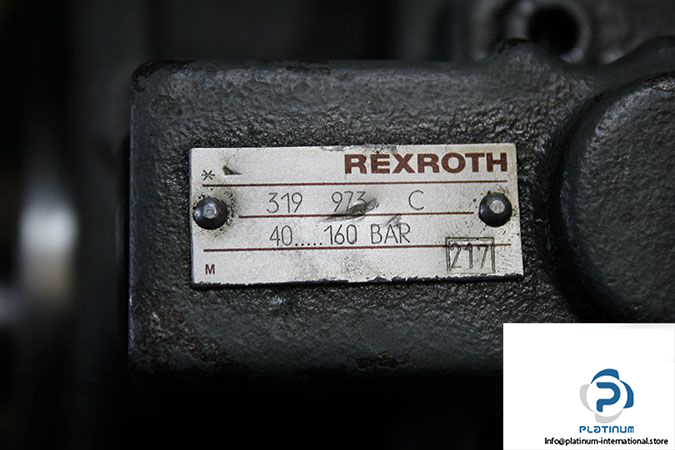 * REXROTH
319 973 C
40.....160 BAR
M 217
P
PLATINUM
Info@platinum-international.store